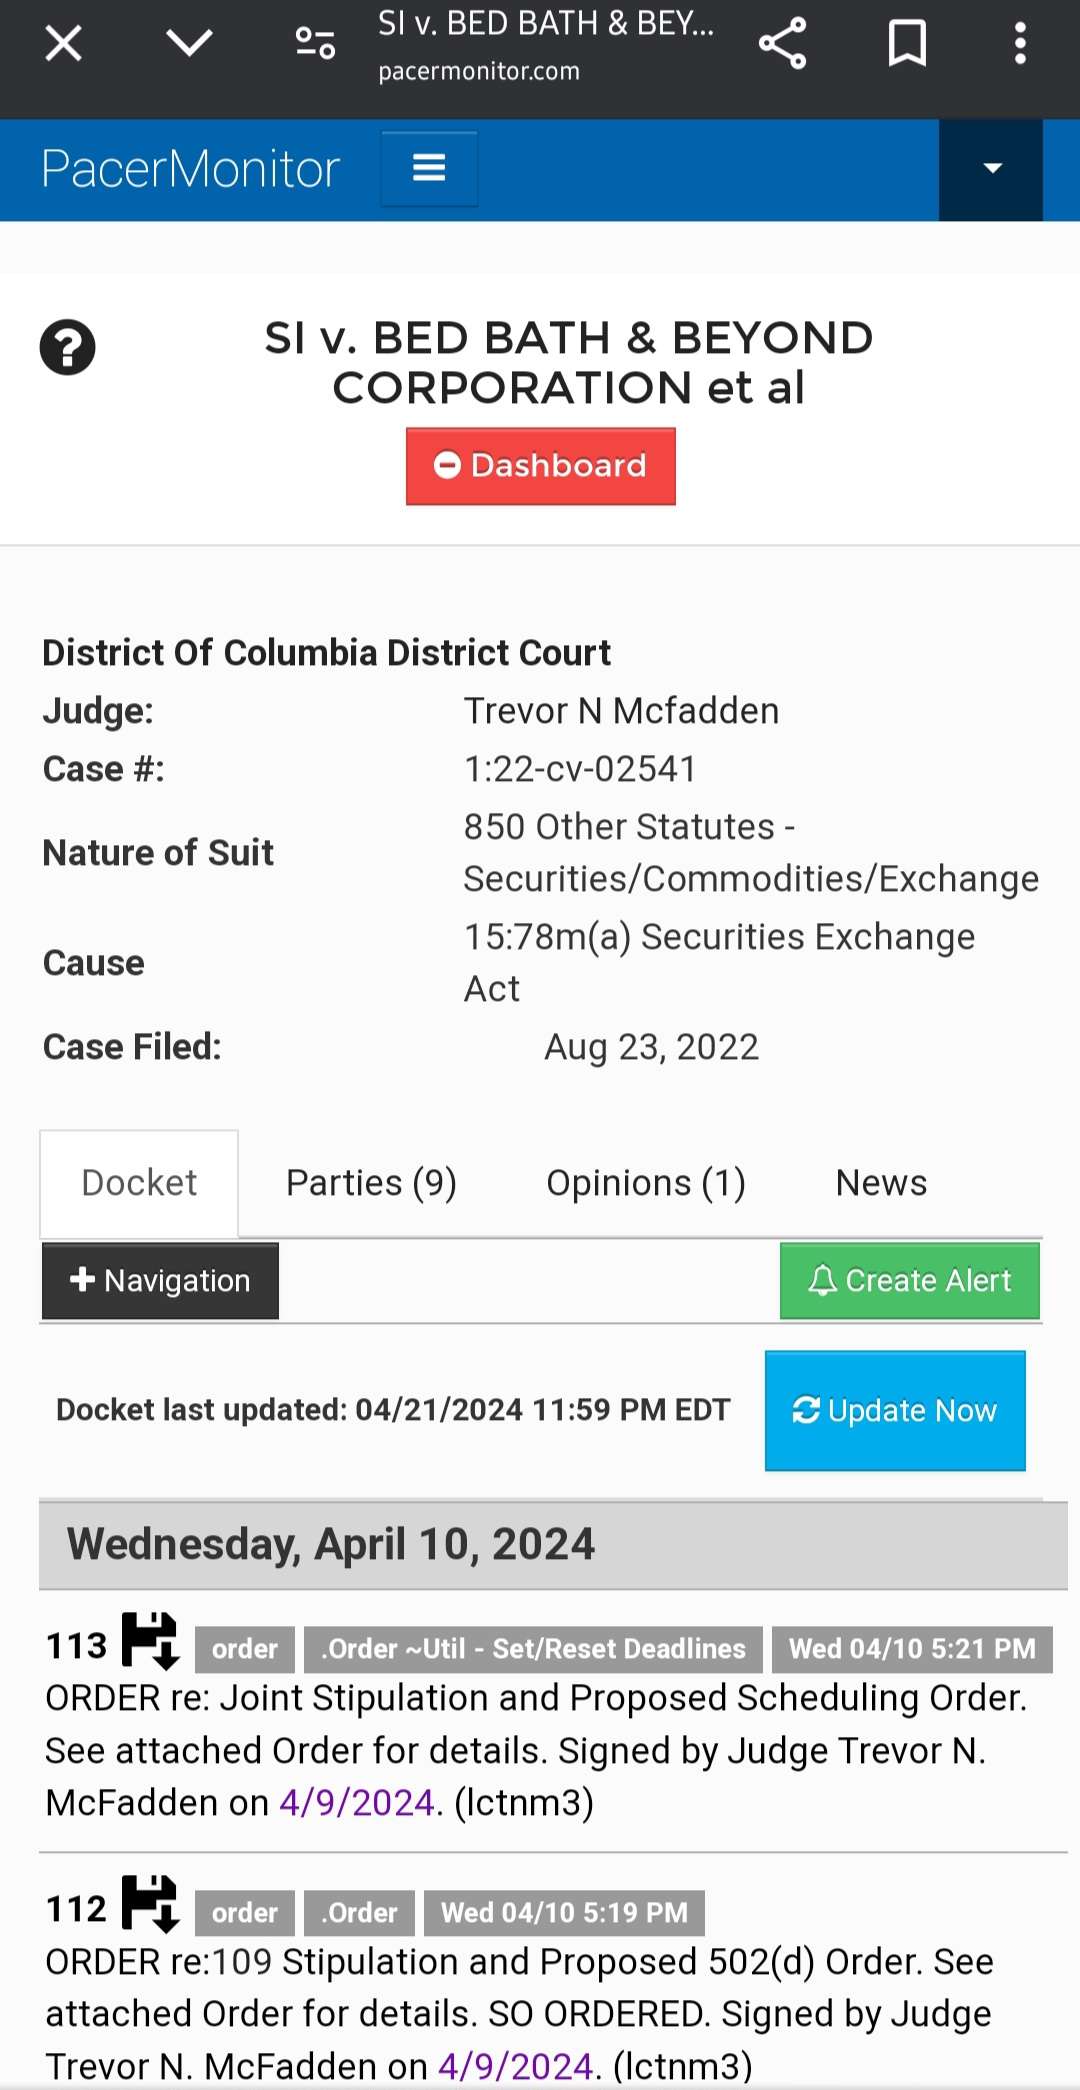 SI v. BED BATH & BEY...
pacermonitor.com
PacerMonitor
SI v. BED BATH & BEYOND
CORPORATION et al
Dashboard
District Of Columbia District Court
Judge: Trevor N Mcfadden
Case #: 1:22-cv-02541
Nature of Suit 850 Other Statutes -
Securities/Commodities/Exchange
Cause 15:78m(a) Securities Exchange
Act
Case Filed: Aug 23, 2022
Docket Parties (9) Opinions (1) News
Navigation Create Alert
Docket last updated: 04/21/2024 11:59 PM EDT Update Now
Wednesday, April 10, 2024
113 order .Order ~Util - Set/Reset Deadlines Wed 04/10 5:21 PM
ORDER re: Joint Stipulation and Proposed Scheduling Order.
See attached Order for details. Signed by Judge Trevor N.
McFadden on 4/9/2024. (lctnm3)
112 order .Order Wed 04/10 5:19 PM
ORDER re:109 Stipulation and Proposed 502(d) Order. See
attached Order for details. SO ORDERED. Signed by Judge
Trevor N. McFadden on 4/9/2024. (lctnm3)